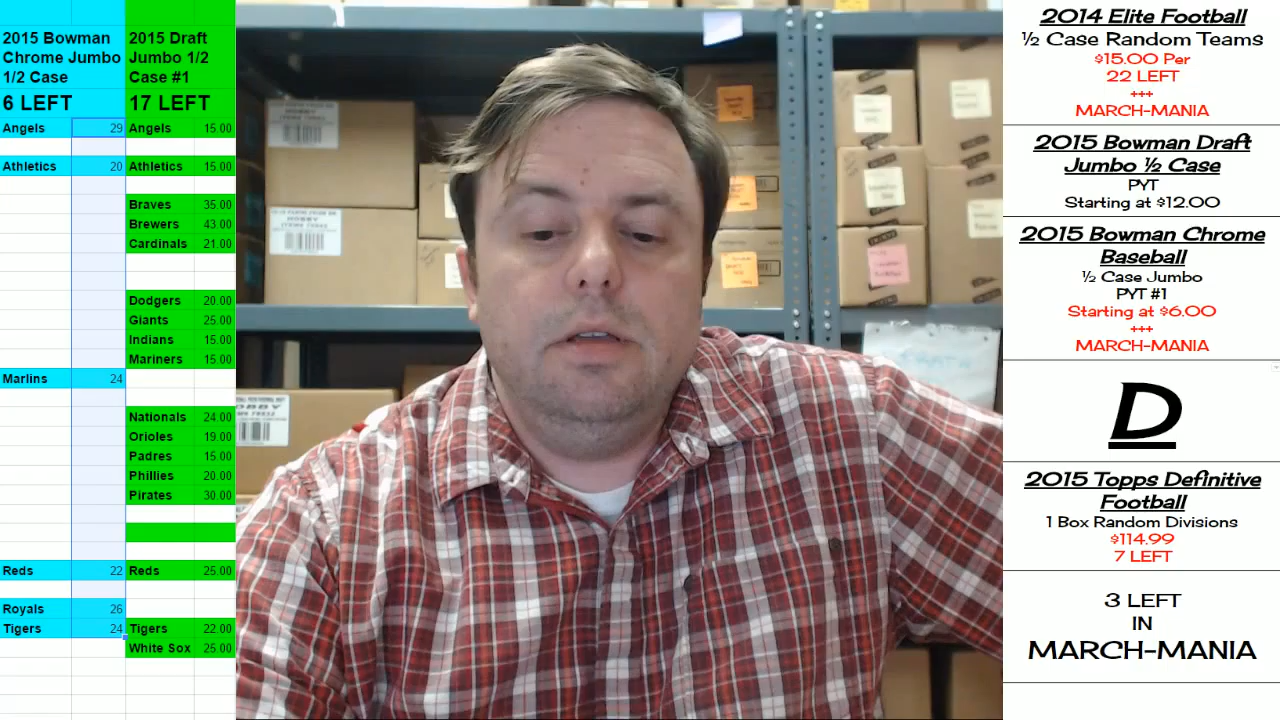 2015 Bowman
Chrome Jumbo
1/2 Case
6 LEFT
Angels 29
Athletics 20
Marlins 24
Reds 22
Royals 26
Tigers 24
2015 Draft
Jumbo 1/2
Case #1
17 LEFT
Angels 15.00
Athletics 15.00
Braves 35.00
Brewers 43.00
Cardinals 21.00
Dodgers 20.00
Giants 25.00
Indians 15.00
Mariners 15.00
Nationals 24.00
Orioles 19.00
Padres 15.00
Phillies 20.00
Pirates 30.00
Reds 25.00
Tigers 22.00
White Sox 25.00
HOBBY
2014 Elite Football
½ Case Random Teams
$15.00 Per
22 LEFT
+++
MARCH-MANIA
2015 Bowman Draft
Jumbo ½ Case
PYT
Starting at $12.00
2015 Bowman Chrome
Baseball
½ Case Jumbo
PYT #1
Starting at $6.00
+++
MARCH-MANIA
D
2015 Topps Definitive
Football
1 Box Random Divisions
$114.99
7 LEFT
3 LEFT
IN
MARCH-MANIA